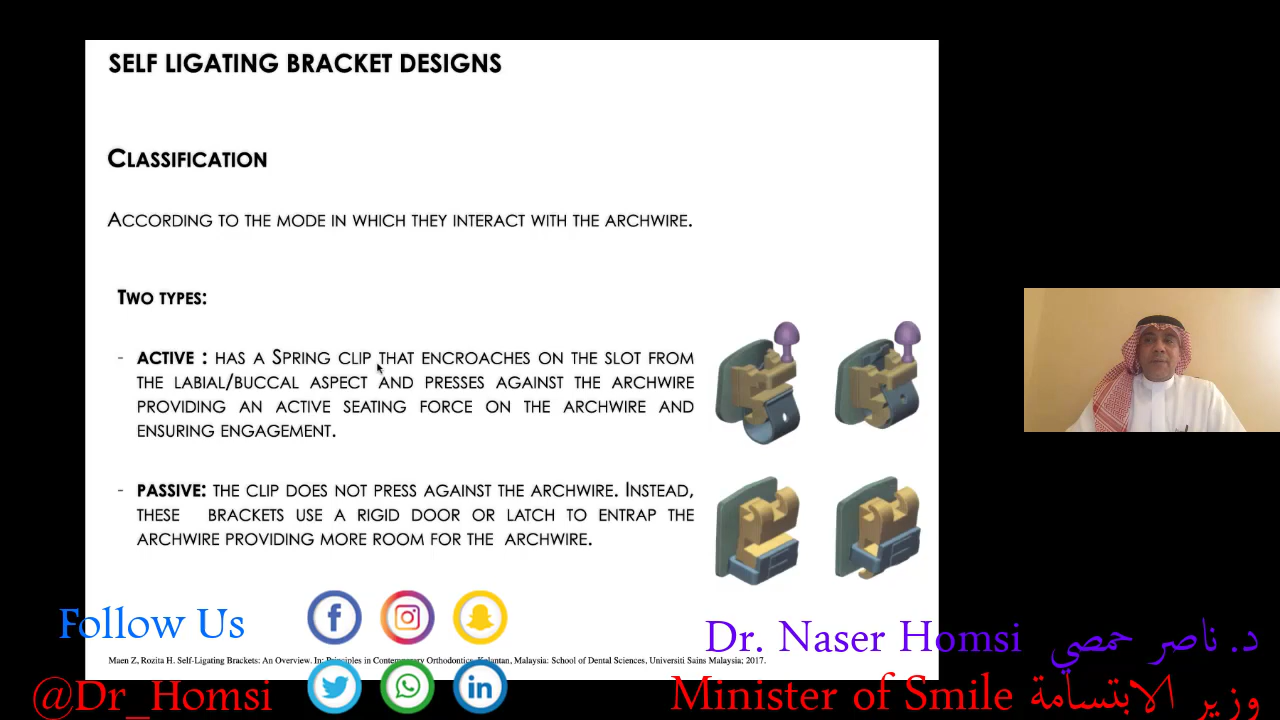 SELF LIGATING BRACKET DESIGNS
CLASSIFICATION
ACCORDING TO THE MODE IN WHICH THEY INTERACT WITH THE ARCHWIRE.
TWO TYPES:
- ACTIVE : HAS A SPRING CLIP THAT ENCROACHES ON THE SLOT FROM
THE LABIAL/BUCCAL ASPECT AND PRESSES AGAINST THE ARCHWIRE
PROVIDING AN ACTIVE SEATING FORCE ON THE ARCHWIRE AND
ENSURING ENGAGEMENT.
- PASSIVE: THE CLIP DOES NOT PRESS AGAINST THE ARCHWIRE. INSTEAD,
THESE BRACKETS USE A RIGID DOOR OR LATCH TO ENTRAP THE
ARCHWIRE PROVIDING MORE ROOM FOR THE ARCHWIRE.
Follow Us
Dr. Naser Homsi د. ناصر حمصي
Maen Z, Rozita H. Self-Ligating Brackets: An Overview. In: Principles in Contemporary Orthodontics. Kelantan, Malaysia: School of Dental Sciences, Universiti Sains Malaysia; 2017.
@Dr_Homsi
Minister of Smile وزير الابتسامة